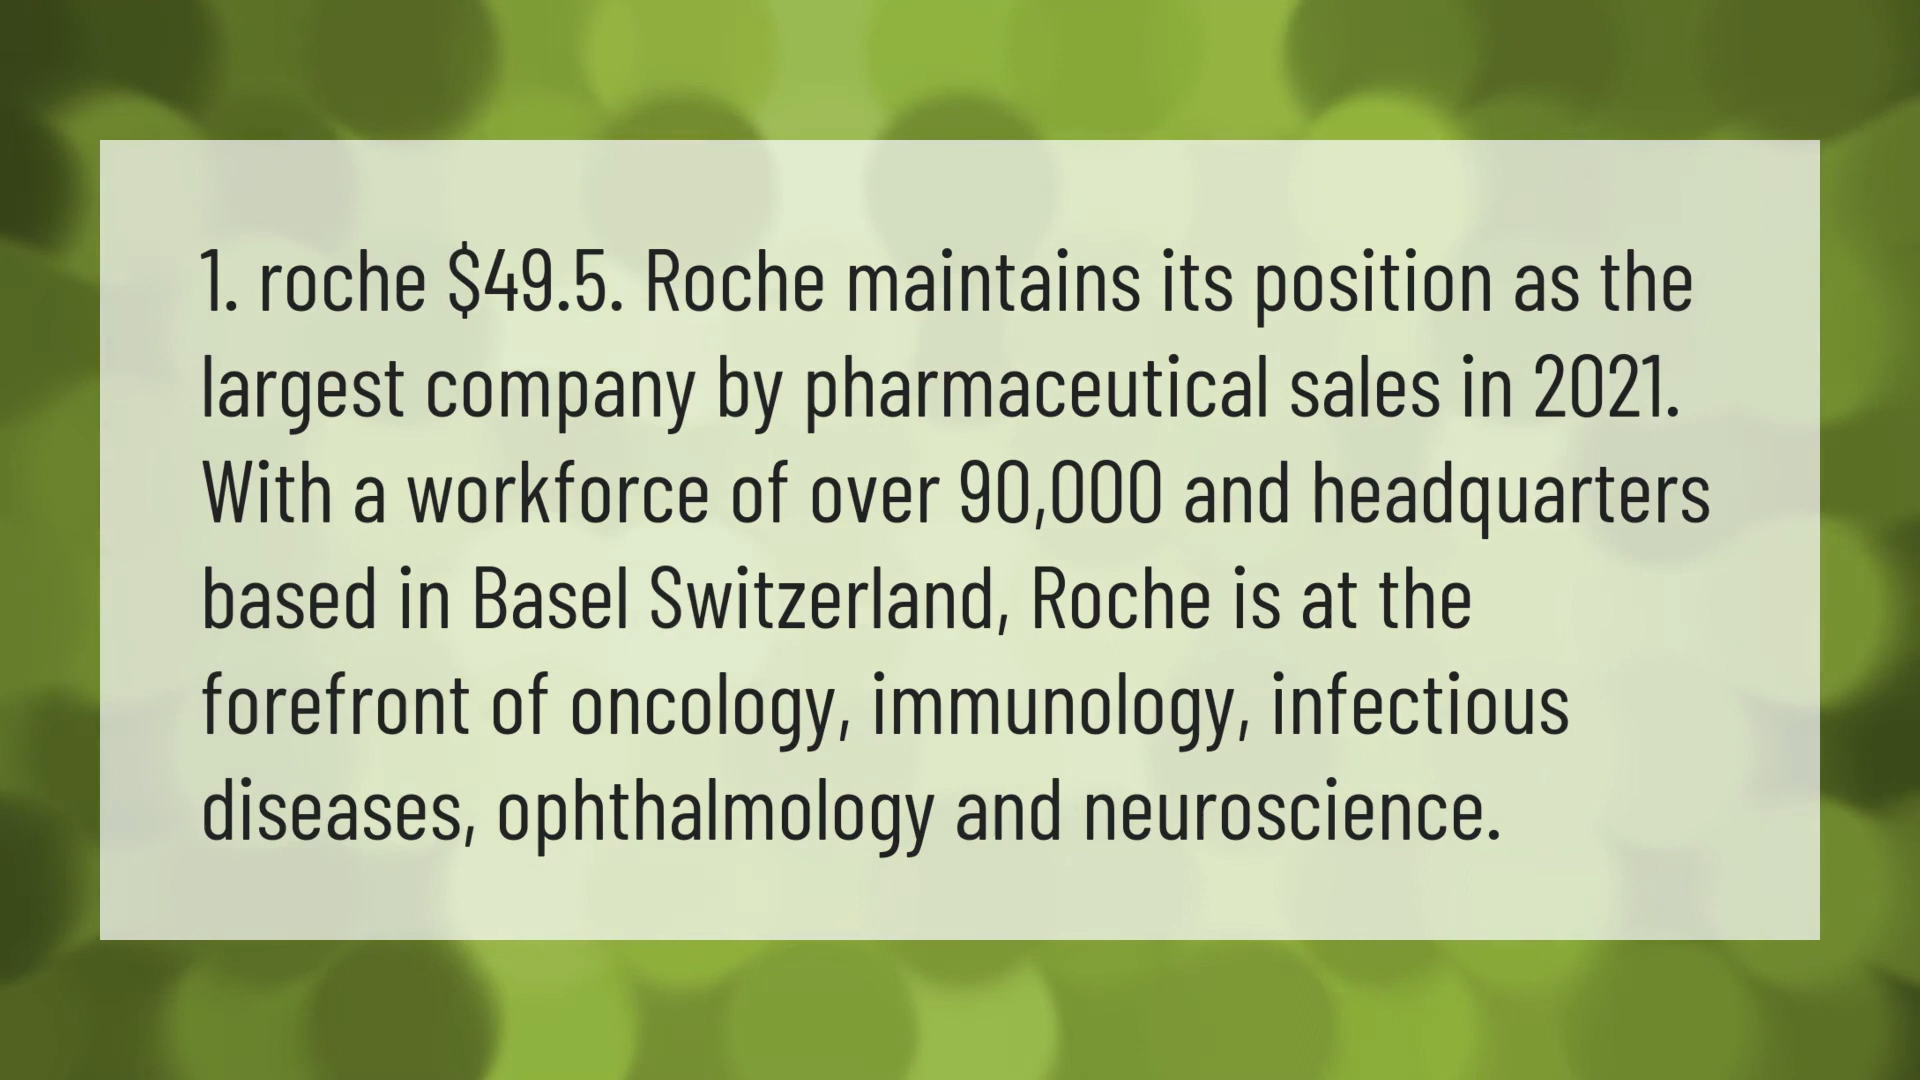 1. roche $49.5. Roche maintains its position as the
largest company by pharmaceutical sales in 2021.
With a workforce of over 90,000 and headquarters
based in Basel Switzerland, Roche is at the
forefront of oncology, immunology, infectious
diseases, ophthalmology and neuroscience.